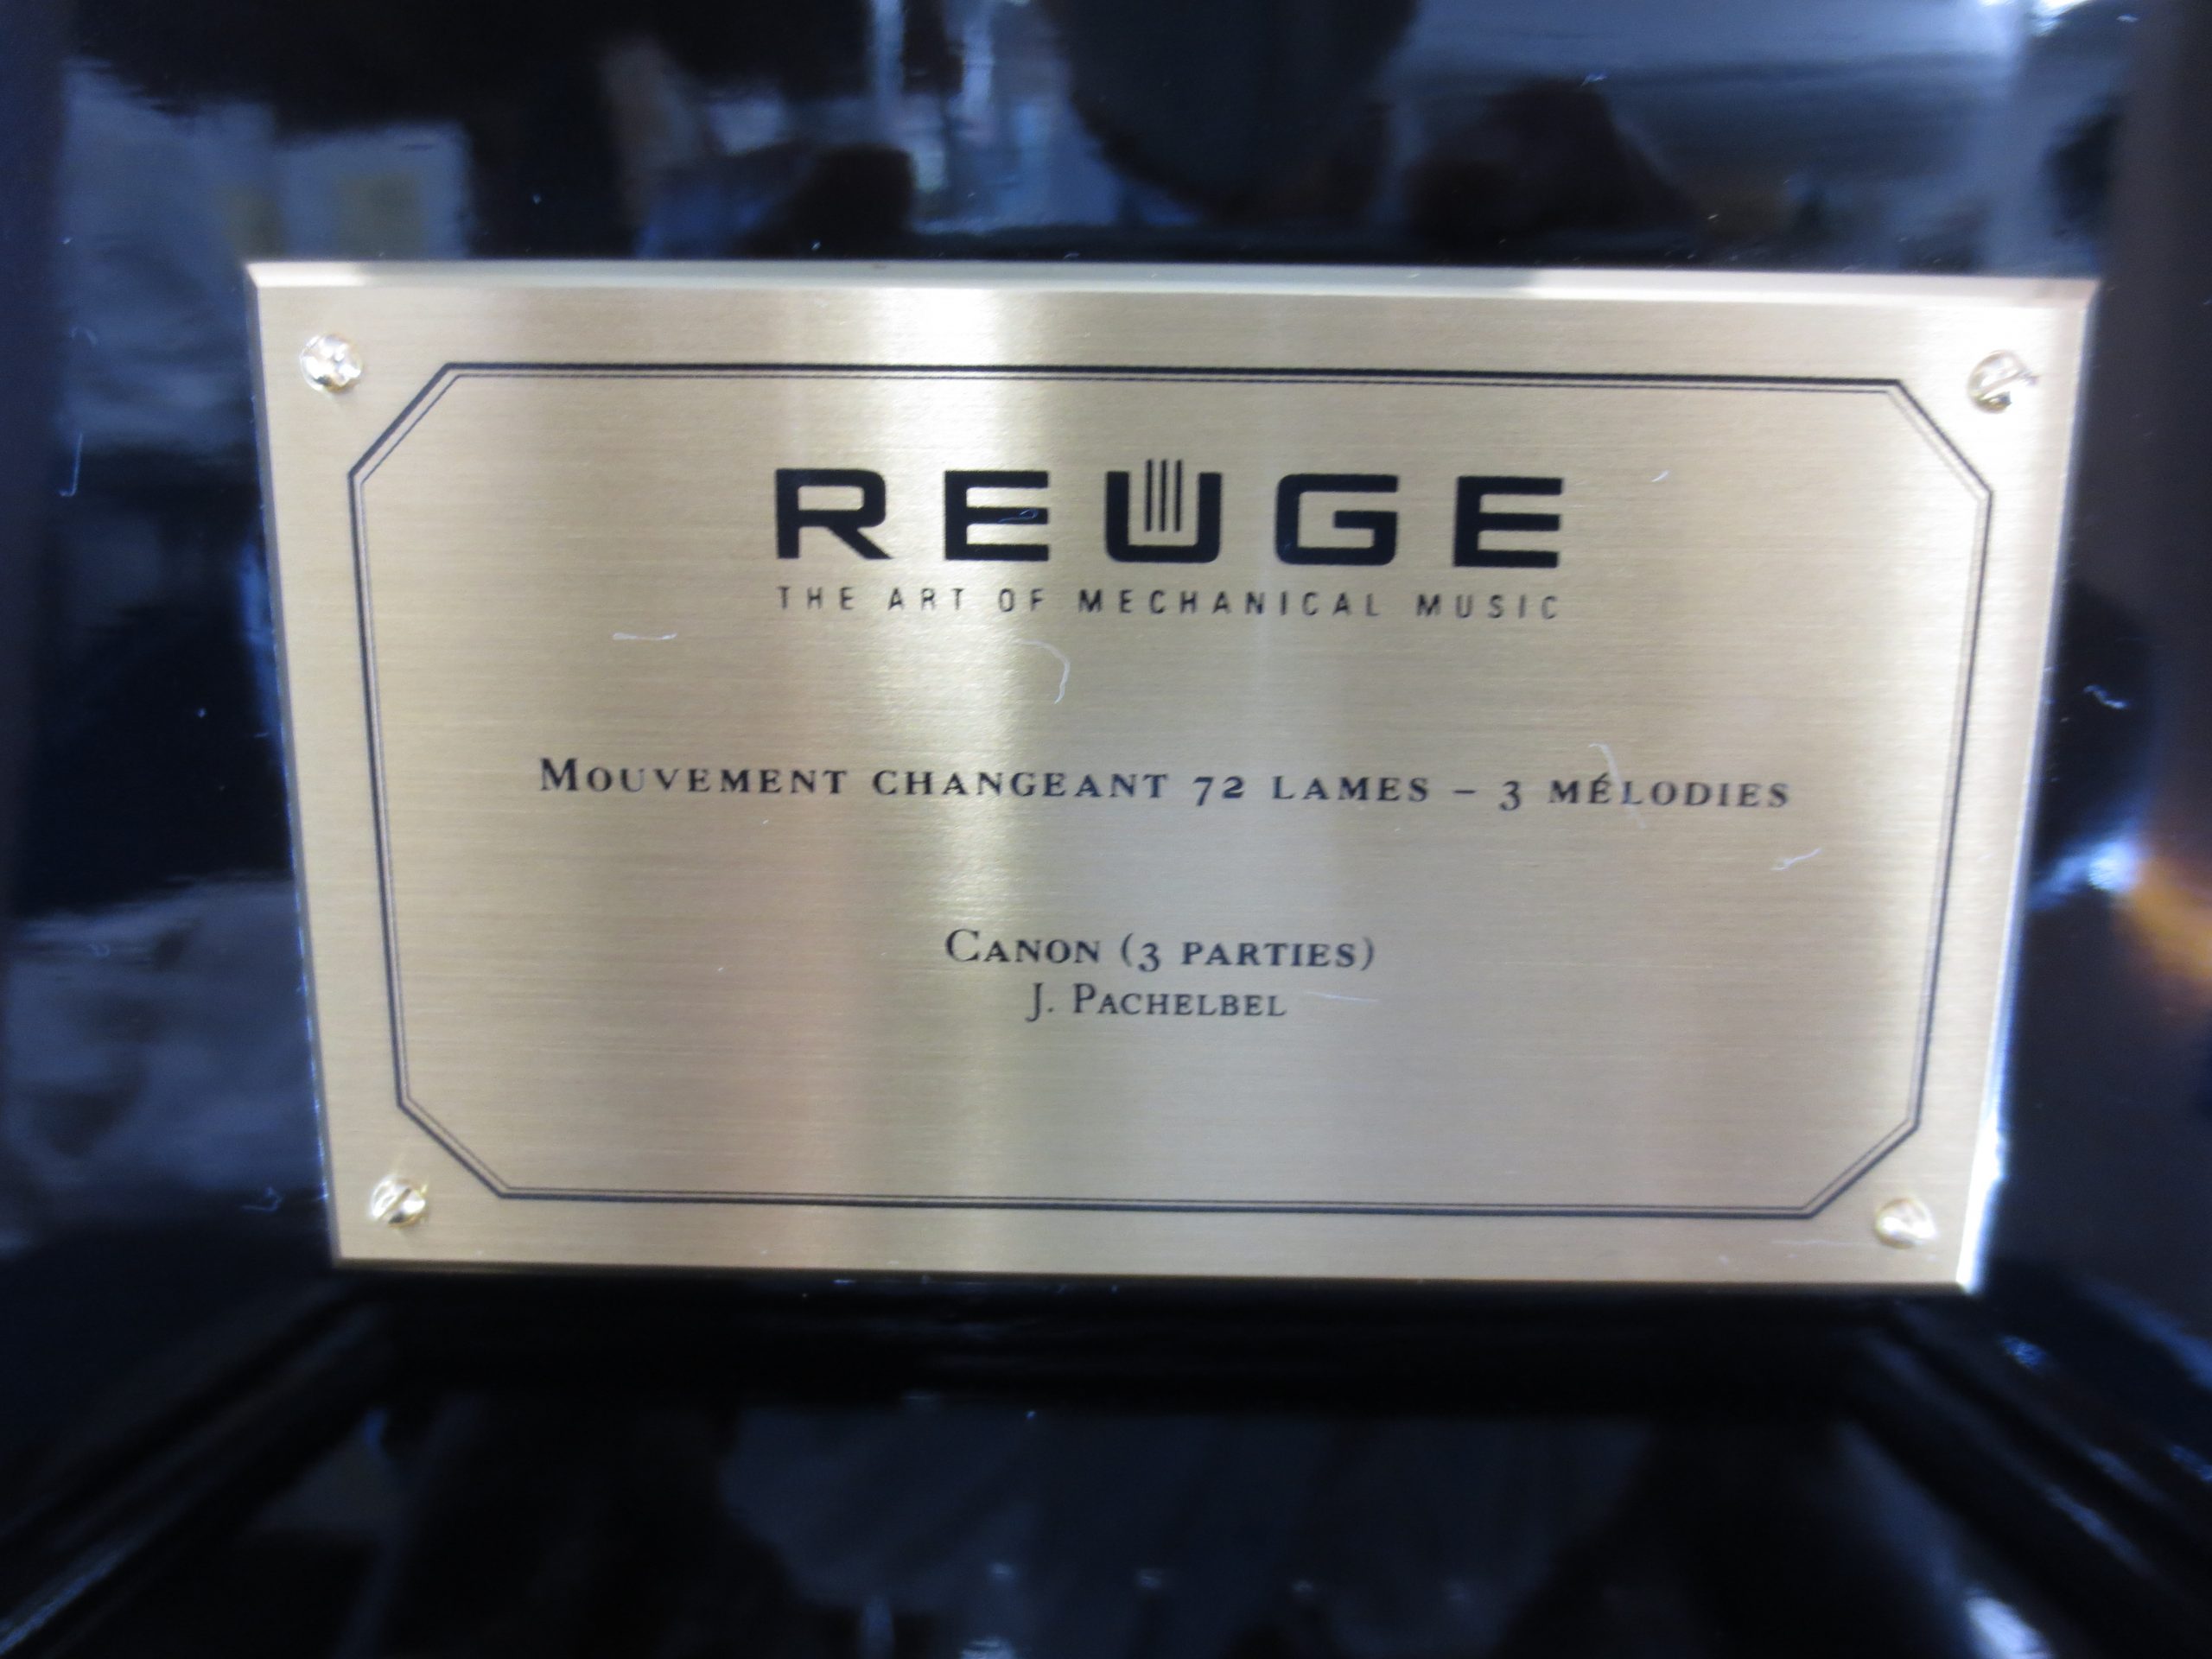 REUGE
THE ART OF MECHANICAL MUSIC
MOUVEMENT CHANGEANT 72 LAMES – 3 MÉLODIES
CANON (3 PARTIES)
J. PACHELBEL